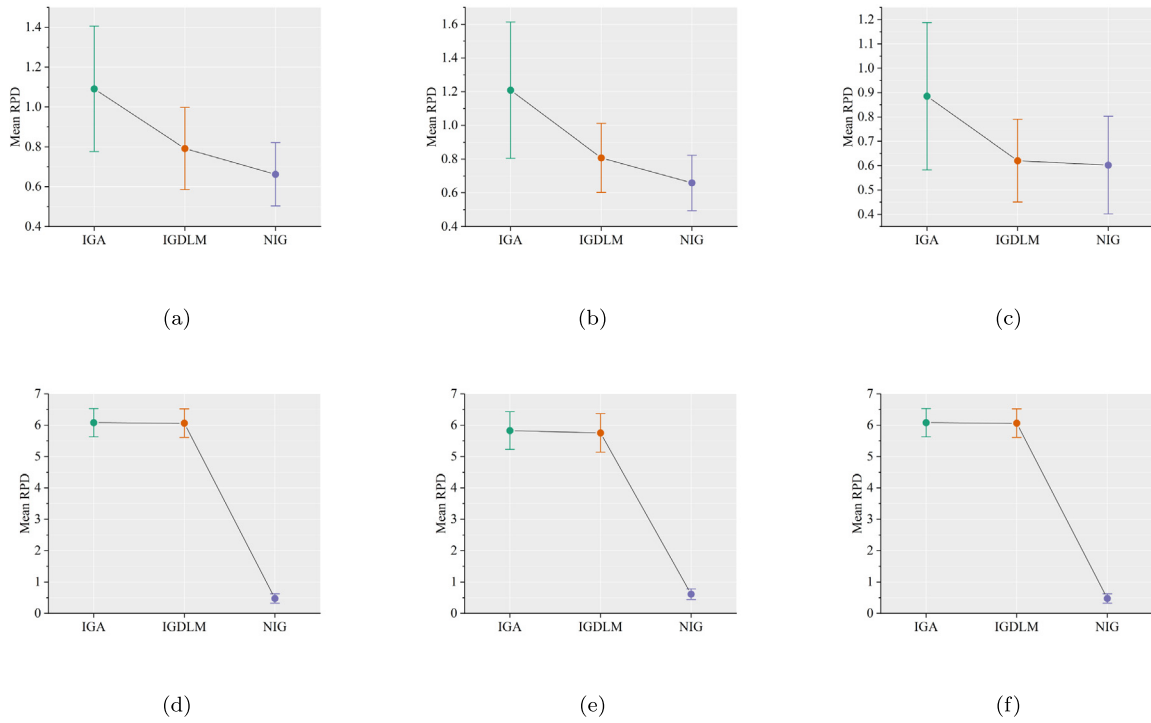 1.4
1.2
1.0
0.8
0.6
0.4
Mean RPD
IGA IGDLM NIG
(a)
1.6
1.4
1.2
1.0
0.8
0.6
0.4
Mean RPD
IGA IGDLM NIG
(b)
1.2
1.1
1.0
0.9
0.8
0.7
0.6
0.5
0.4
Mean RPD
IGA IGDLM NIG
(c)
7
6
5
4
3
2
1
0
Mean RPD
IGA IGDLM NIG
(d)
7
6
5
4
3
2
1
0
Mean RPD
IGA IGDLM NIG
(e)
7
6
5
4
3
2
1
0
Mean RPD
IGA IGDLM NIG
(f)